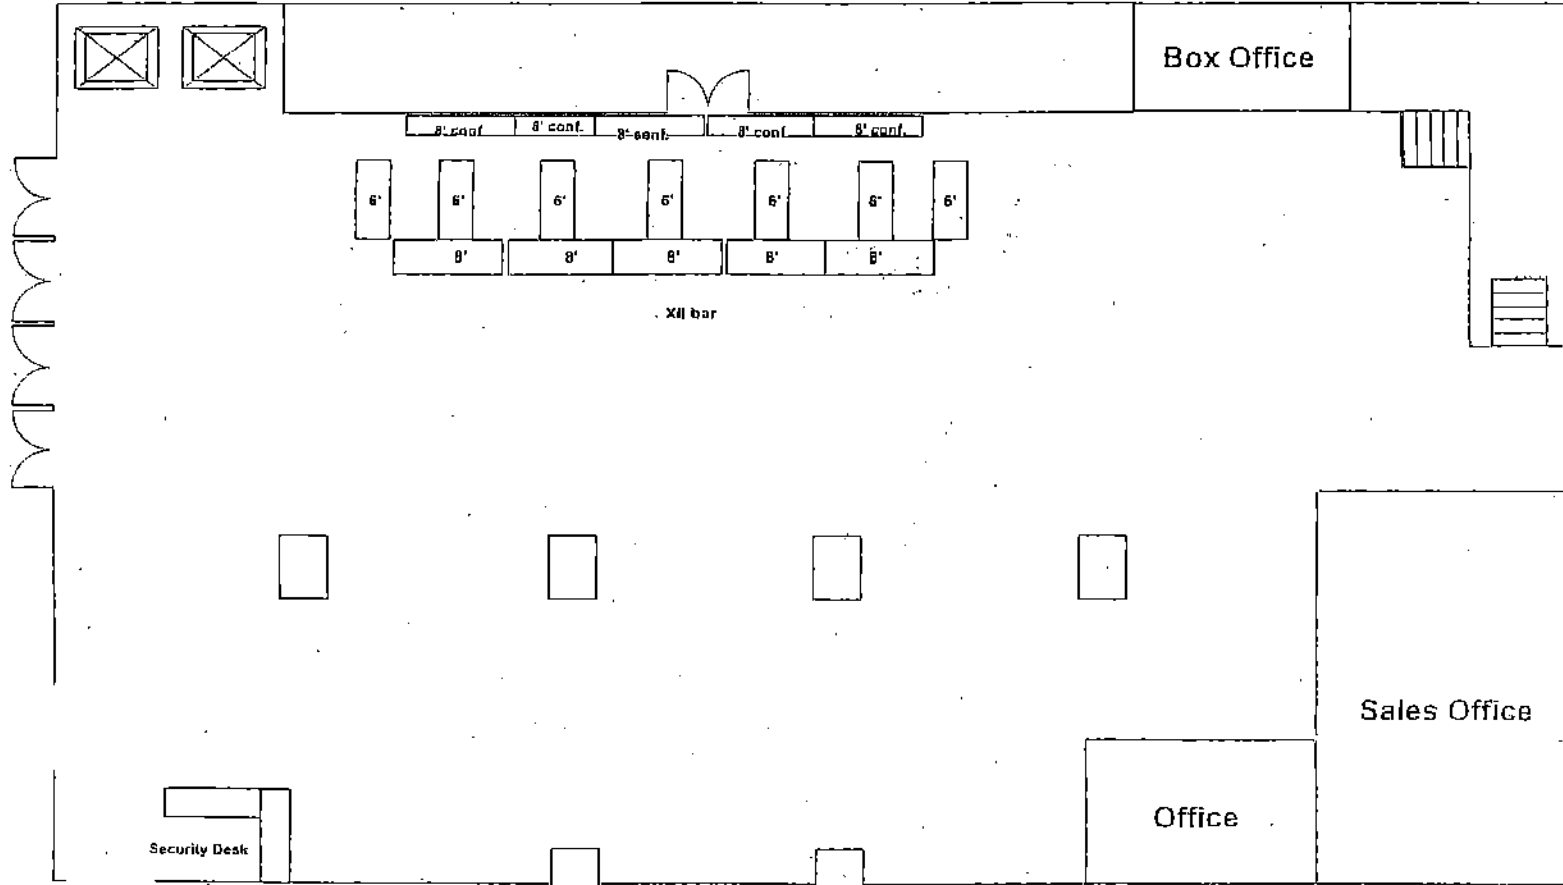 Box Office
8' conf. 8' conf. 8' conf. 8' conf. 8' conf.
6' 6' 6' 6' 6' 6' 6'
8' 8' 8' 8' 8'
XII bar
Sales Office
Office
Security Desk